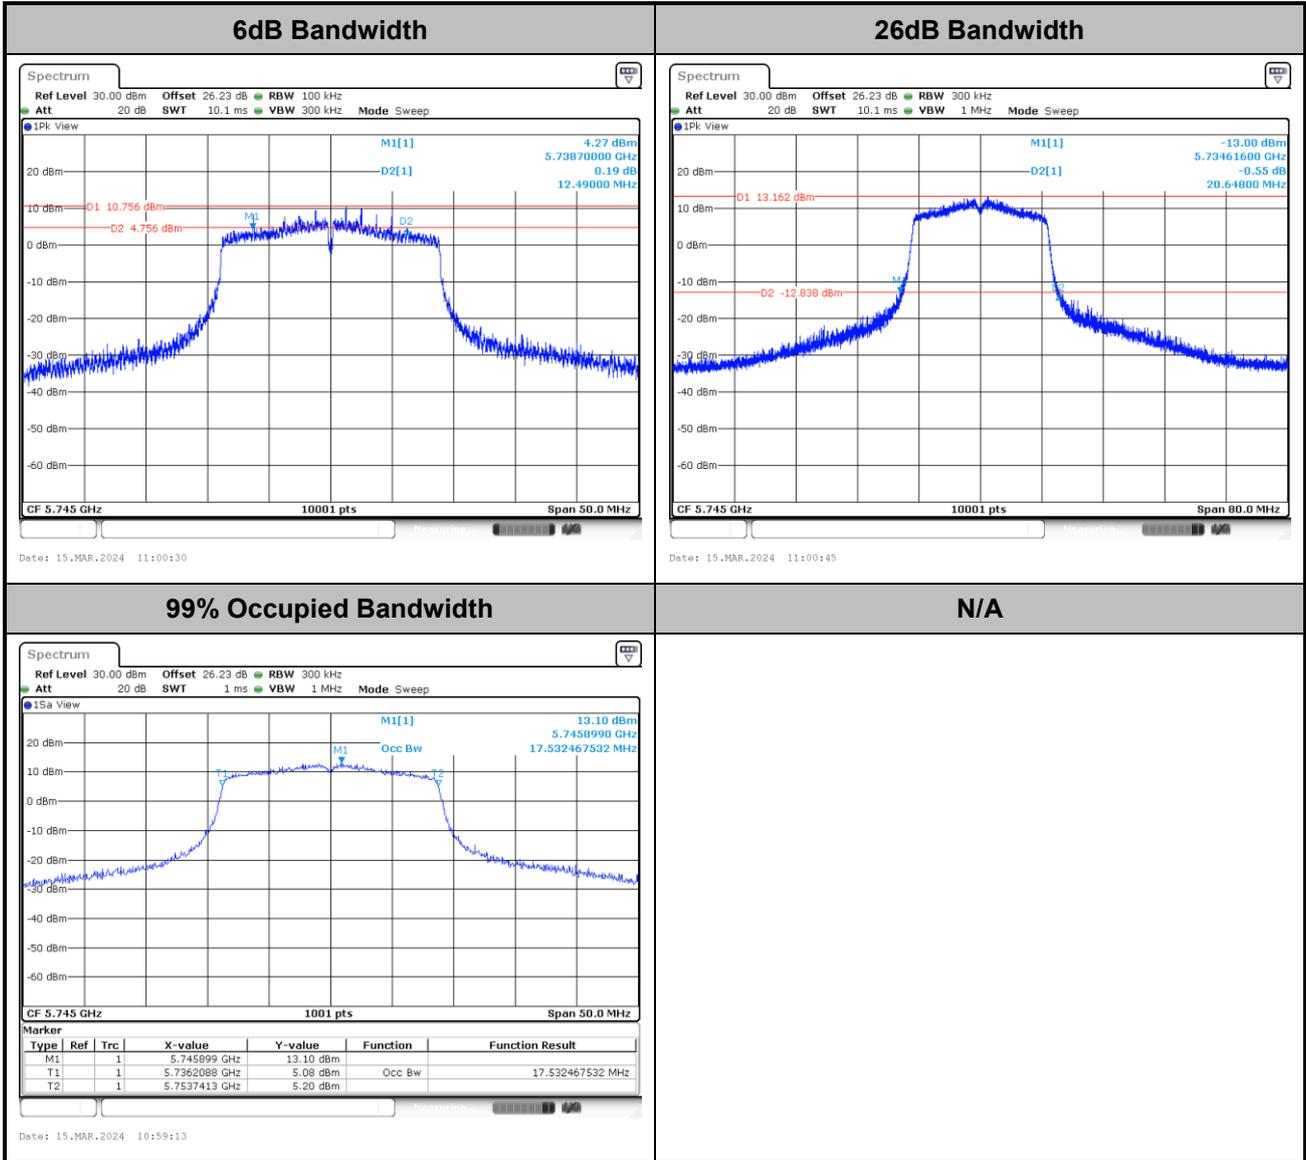 6dB Bandwidth
26dB Bandwidth
Spectrum
Ref Level 30.00 dBm Offset 26.23 dB RBW 100 kHz
Att 20 dB SWT 10.1 ms VBW 300 kHz Mode Sweep
1Pk View
M1[1] 4.27 dBm
5.73870000 GHz
20 dBm
D2[1] 0.19 dB
12.49000 MHz
10 dBm
D1 10.756 dBm
M1
D2
D2 4.756 dBm
0 dBm
-10 dBm
-20 dBm
-30 dBm
-40 dBm
-50 dBm
-60 dBm
CF 5.745 GHz 10001 pts Span 50.0 MHz
Date: 15.MAR.2024 11:00:30
Spectrum
Ref Level 30.00 dBm Offset 26.23 dB RBW 300 kHz
Att 20 dB SWT 10.1 ms VBW 1 MHz Mode Sweep
1Pk View
M1[1] -13.00 dBm
5.73461600 GHz
20 dBm
D2[1] -0.55 dB
20.64800 MHz
D1 13.162 dBm
10 dBm
0 dBm
-10 dBm
D2 -12.838 dBm
-20 dBm
-30 dBm
-40 dBm
-50 dBm
-60 dBm
CF 5.745 GHz 10001 pts Span 80.0 MHz
Date: 15.MAR.2024 11:00:45
99% Occupied Bandwidth
N/A
Spectrum
Ref Level 30.00 dBm Offset 26.23 dB RBW 300 kHz
Att 20 dB SWT 1 ms VBW 1 MHz Mode Sweep
1Sa View
M1[1] 13.10 dBm
5.7458990 GHz
20 dBm
M1
Occ Bw 17.532467532 MHz
10 dBm
T1
T2
0 dBm
-10 dBm
-20 dBm
-30 dBm
-40 dBm
-50 dBm
-60 dBm
CF 5.745 GHz 1001 pts Span 50.0 MHz
Marker
Type Ref Trc X-value Y-value Function Function Result
M1 1 5.745899 GHz 13.10 dBm
T1 1 5.7362088 GHz 5.08 dBm Occ Bw 17.532467532 MHz
T2 1 5.7537413 GHz 5.20 dBm
Date: 15.MAR.2024 10:59:13